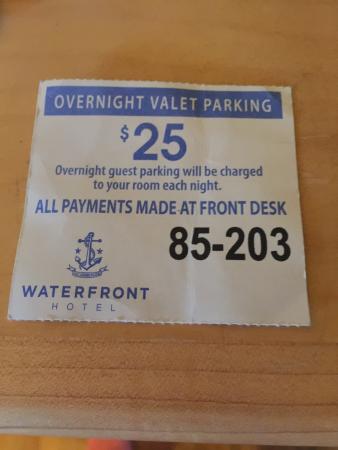 OVERNIGHT VALET PARKING
$25
Overnight guest parking will be charged
to your room each night.
ALL PAYMENTS MADE AT FRONT DESK
85-203
WATERFRONT
HOTEL